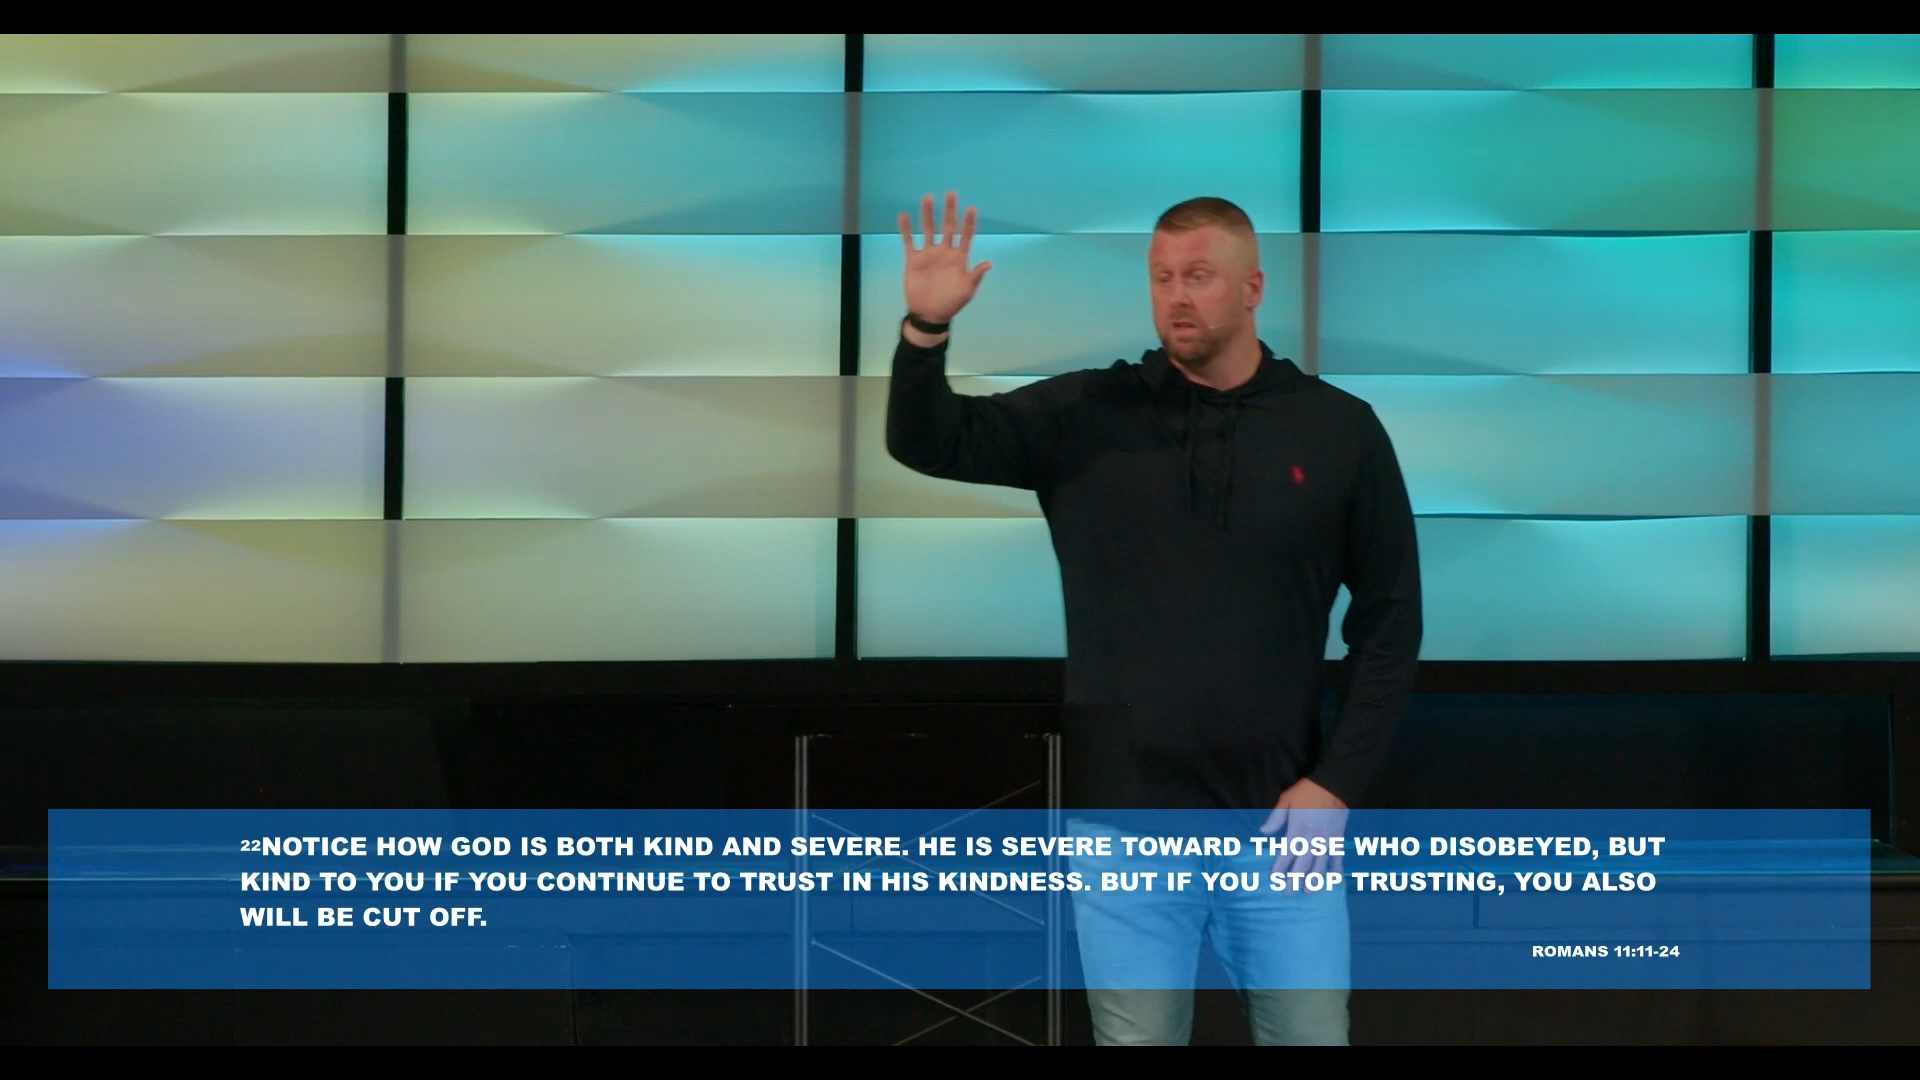 ²²NOTICE HOW GOD IS BOTH KIND AND SEVERE. HE IS SEVERE TOWARD THOSE WHO DISOBEYED, BUT
KIND TO YOU IF YOU CONTINUE TO TRUST IN HIS KINDNESS. BUT IF YOU STOP TRUSTING, YOU ALSO
WILL BE CUT OFF.
ROMANS 11:11-24